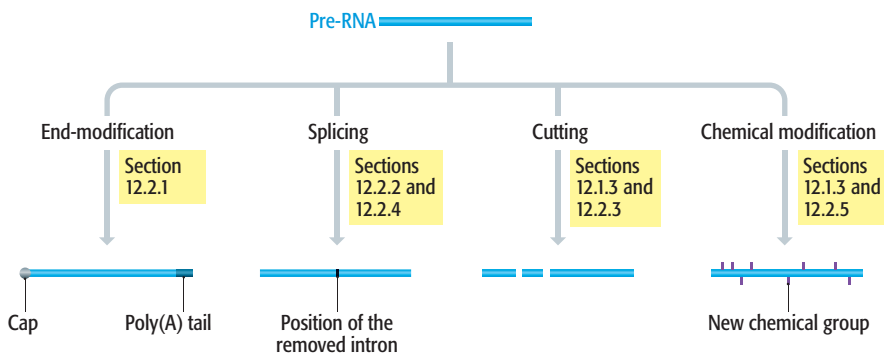 Pre-RNA
End-modification
Splicing
Cutting
Chemical modification
Section
12.2.1
Sections
12.2.2 and
12.2.4
Sections
12.1.3 and
12.2.3
Sections
12.1.3 and
12.2.5
Cap
Poly(A) tail
Position of the
removed intron
New chemical group